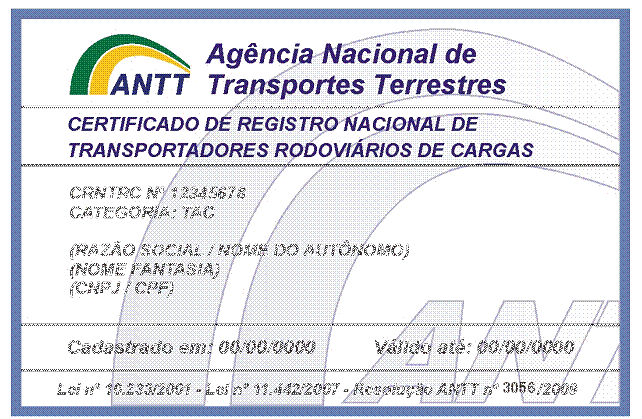 ANTT
Agência Nacional de
Transportes Terrestres
CERTIFICADO DE REGISTRO NACIONAL DE
TRANSPORTADORES RODOVIÁRIOS DE CARGAS
CRNTRC Nº 12345678
CATEGORIA: TAC
(RAZÃO SOCIAL / NOME DO AUTÔNOMO)
(NOME FANTASIA)
(CNPJ / CPF)
ANTT
Cadastrado em: 00/00/0000 Válido até: 00/00/0000
Lei nº 10.233/2001 - Lei nº 11.442/2007 - Resolução ANTT nº 3056/2009